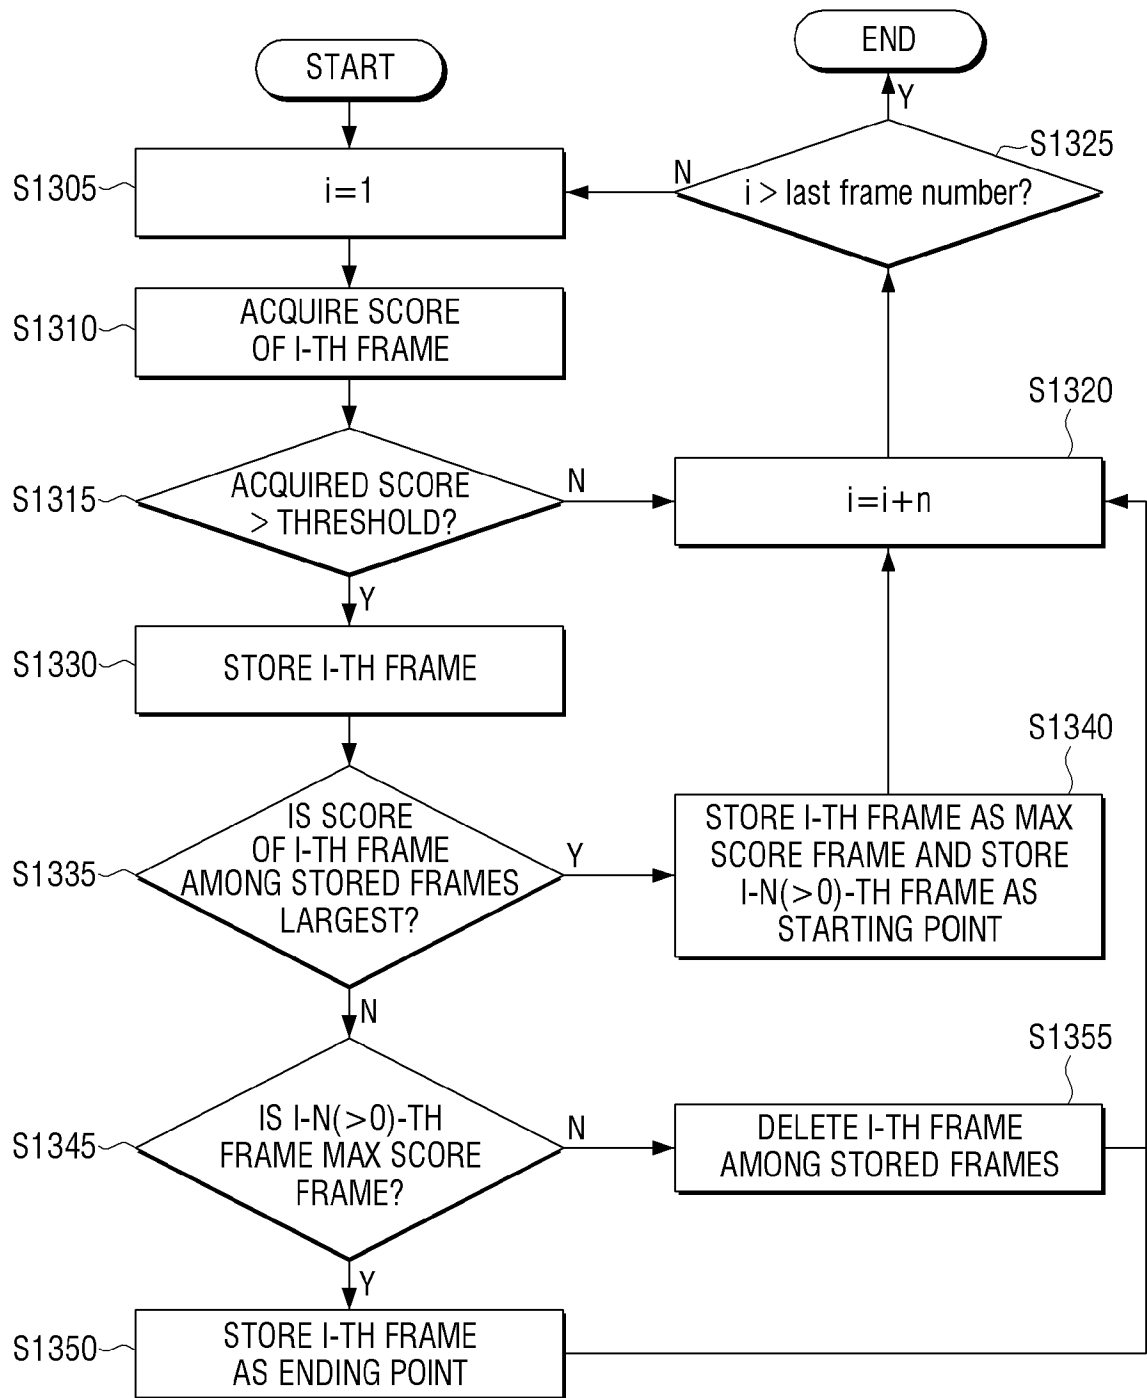 START
END
Y
S1325
i > last frame number?
N
S1305
i=1
S1310
ACQUIRE SCORE
OF I-TH FRAME
S1315
ACQUIRED SCORE
> THRESHOLD?
N
Y
S1320
i=i+n
S1330
STORE I-TH FRAME
S1335
IS SCORE
OF I-TH FRAME
AMONG STORED FRAMES
LARGEST?
Y
N
S1340
STORE I-TH FRAME AS MAX
SCORE FRAME AND STORE
I-N(>0)-TH FRAME AS
STARTING POINT
S1345
IS I-N(>0)-TH
FRAME MAX SCORE
FRAME?
N
Y
S1355
DELETE I-TH FRAME
AMONG STORED FRAMES
S1350
STORE I-TH FRAME
AS ENDING POINT